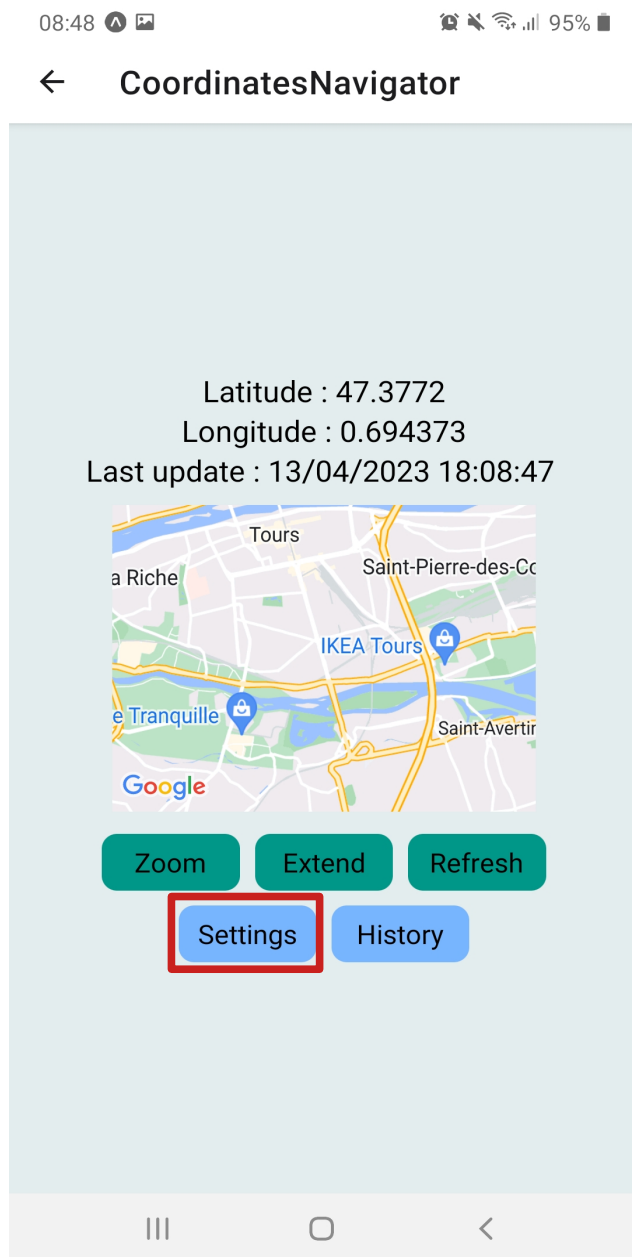 08:48 95%
CoordinatesNavigator
Latitude : 47.3772
Longitude : 0.694373
Last update : 13/04/2023 18:08:47
Tours
Saint-Pierre-des-Co
a Riche
IKEA Tours
e Tranquille
Saint-Avertir
Google
Zoom Extend Refresh
Settings History